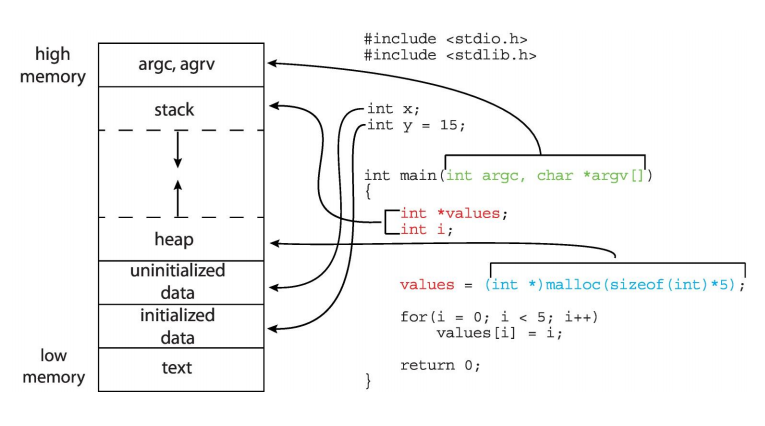 high
memory
argc, agrv
stack
heap
uninitialized
data
initialized
data
low
memory
text
#include <stdio.h>
#include <stdlib.h>
int x;
int y = 15;
int main(int argc, char *argv[])
{
int *values;
int i;
values = (int *)malloc(sizeof(int)*5);
for(i = 0; i < 5; i++)
values[i] = i;
return 0;
}